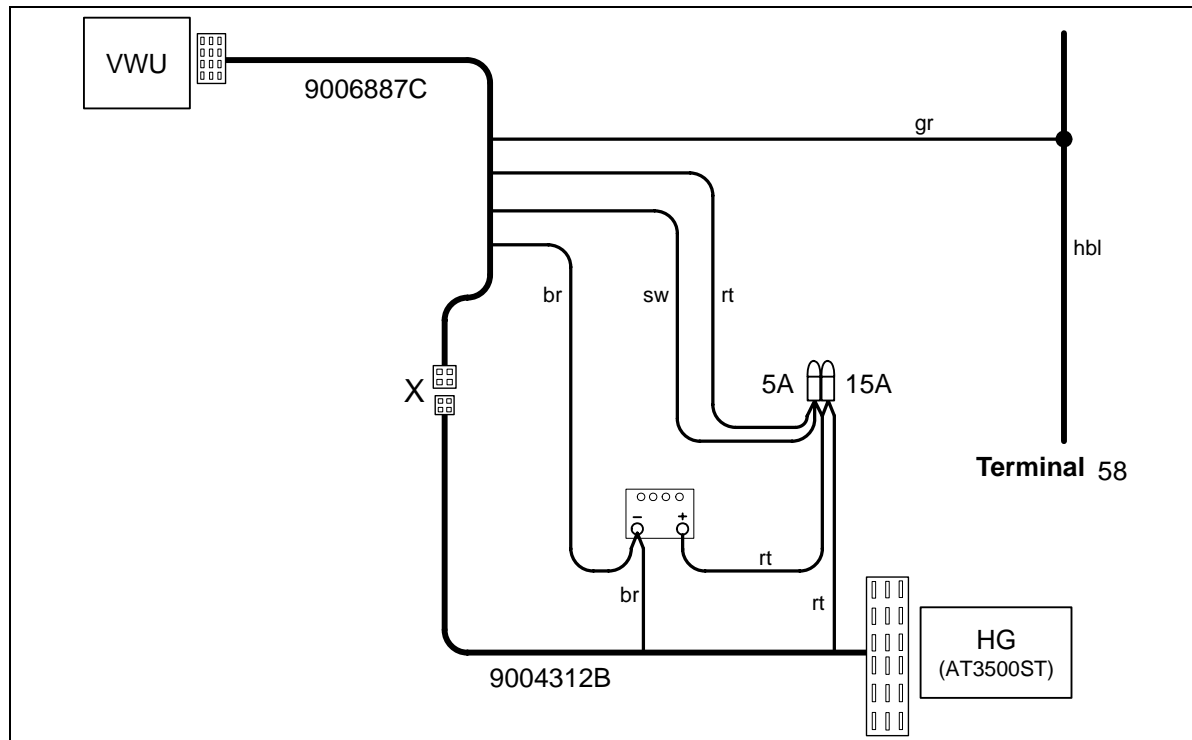 VWU
9006887C
gr
hbl
br
sw
rt
5A
15A
X
Terminal 58
−
+
rt
br
rt
HG
(AT3500ST)
9004312B